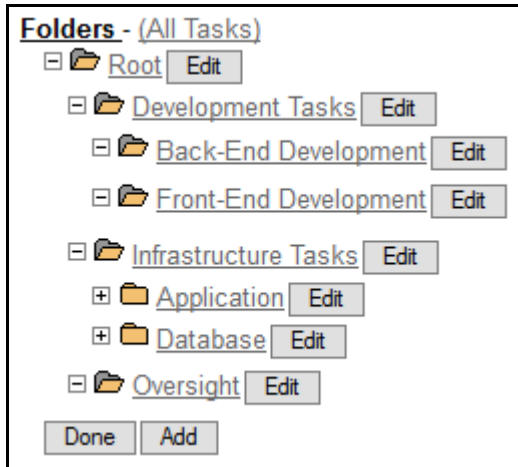 Folders - (All Tasks)
Root Edit
Development Tasks Edit
Back-End Development Edit
Front-End Development Edit
Infrastructure Tasks Edit
Application Edit
Database Edit
Oversight Edit
Done Add